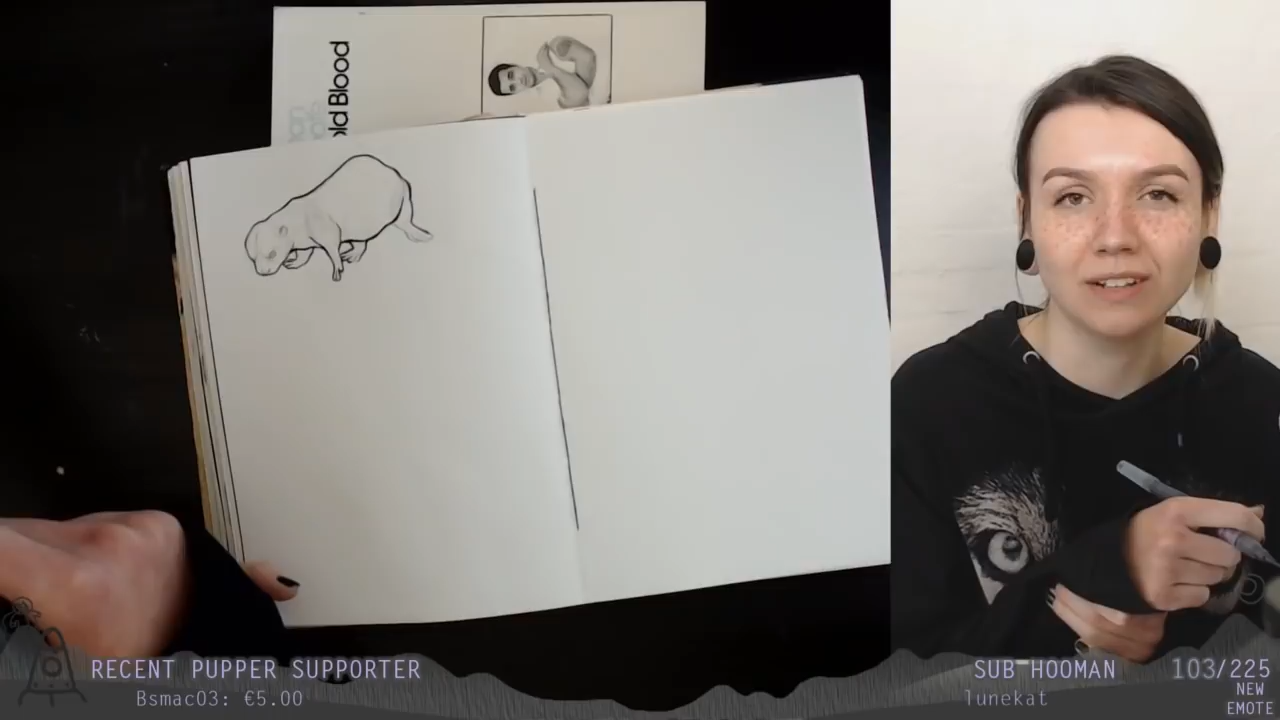 old Blood
RECENT PUPPER SUPPORTER
Bsmac03: €5.00
SUB HOOMAN
lunekat
103/225
NEW
EMOTE